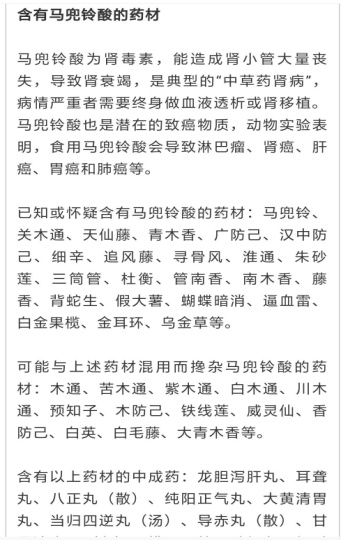 含有马兜铃酸的药材
马兜铃酸为肾毒素，能造成肾小管大量丧
失，导致肾衰竭，是典型的“中草药肾病”，
病情严重者需要终身做血液透析或肾移植。
马兜铃酸也是潜在的致癌物质，动物实验表
明，食用马兜铃酸会导致淋巴瘤、肾癌、肝
癌、胃癌和肺癌等。
已知或怀疑含有马兜铃酸的药材：马兜铃、
关木通、天仙藤、青木香、广防己、汉中防
己、细辛、追风藤、寻骨风、淮通、朱砂
莲、三筒管、杜衡、管南香、南木香、藤
香、背蛇生、假大薯、蝴蝶暗消、逼血雷、
白金果榄、金耳环、乌金草等。
可能与上述药材混用而搀杂马兜铃酸的药
材：木通、苦木通、紫木通、白木通、川木
通、预知子、木防己、铁线莲、威灵仙、香
防己、白英、白毛藤、大青木香等。
含有以上药材的中成药：龙胆泻肝丸、耳聋
丸、八正丸（散）、纯阳正气丸、大黄清胃
丸、当归四逆丸（汤）、导赤丸（散）、甘